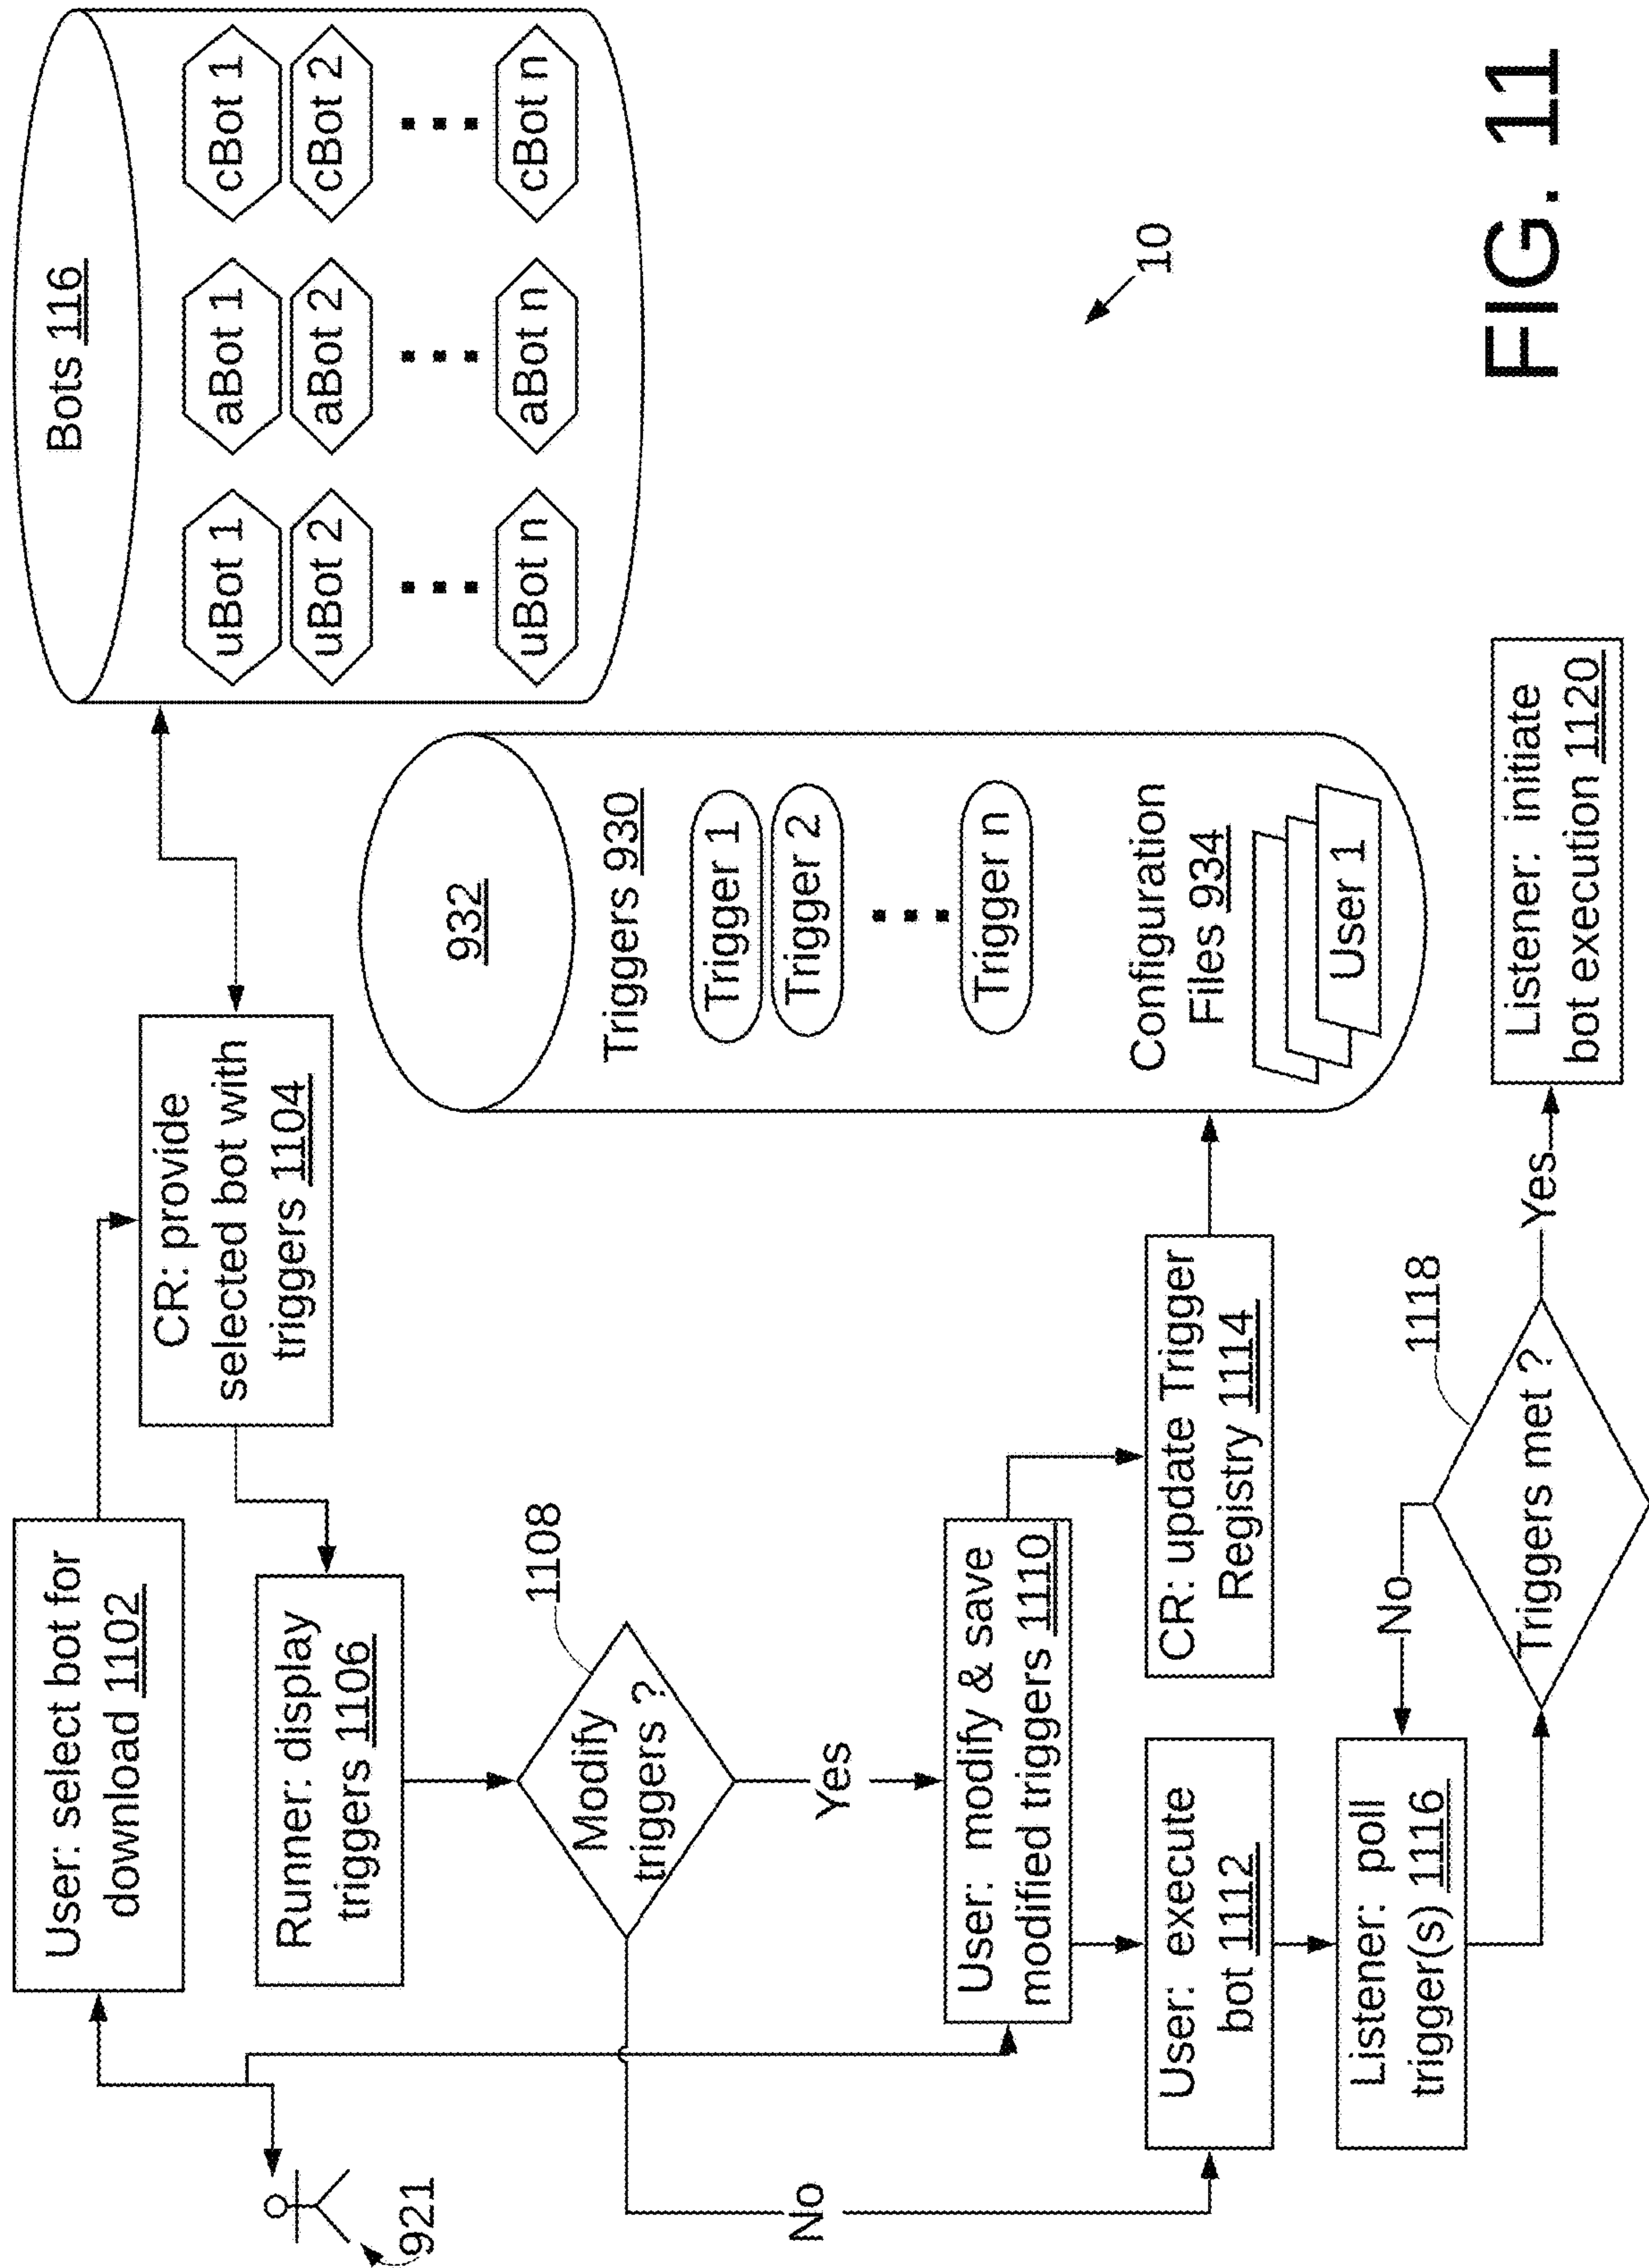 User: select bot for
download 1102
CR: provide
selected bot with
triggers 1104
Bots 116
uBot 1
aBot 1
cBot 1
uBot 2
aBot 2
cBot 2
uBot n
aBot n
cBot n
921
Runner: display
triggers 1106
1108
Modify
triggers ?
No
Yes
932
Triggers 930
Trigger 1
Trigger 2
Trigger n
Configuration
Files 934
User 1
User: modify & save
modified triggers 1110
User: execute
bot 1112
CR: update Trigger
Registry 1114
Listener: poll
trigger(s) 1116
No
1118
Triggers met ?
Yes
Listener: initiate
bot execution 1120
10
FIG. 11